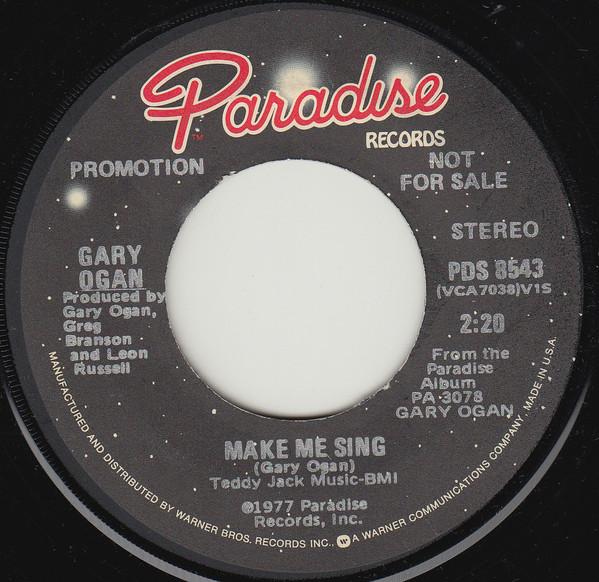 Paradise
™
RECORDS
PROMOTION
NOT
FOR SALE
STEREO
GARY
OGAN
Produced by
Gary Ogan,
Greg
Branson
and Leon
Russell
PDS 8543
(VCA7038)V1S
2:20
From the
Paradise
Album
PA-3078
GARY OGAN
MAKE ME SING
(Gary Ogan)
Teddy Jack Music-BMI
℗1977 Paradise
Records, Inc.
MANUFACTURED AND DISTRIBUTED BY WARNER BROS. RECORDS INC., W A WARNER COMMUNICATIONS COMPANY. MADE IN U.S.A.